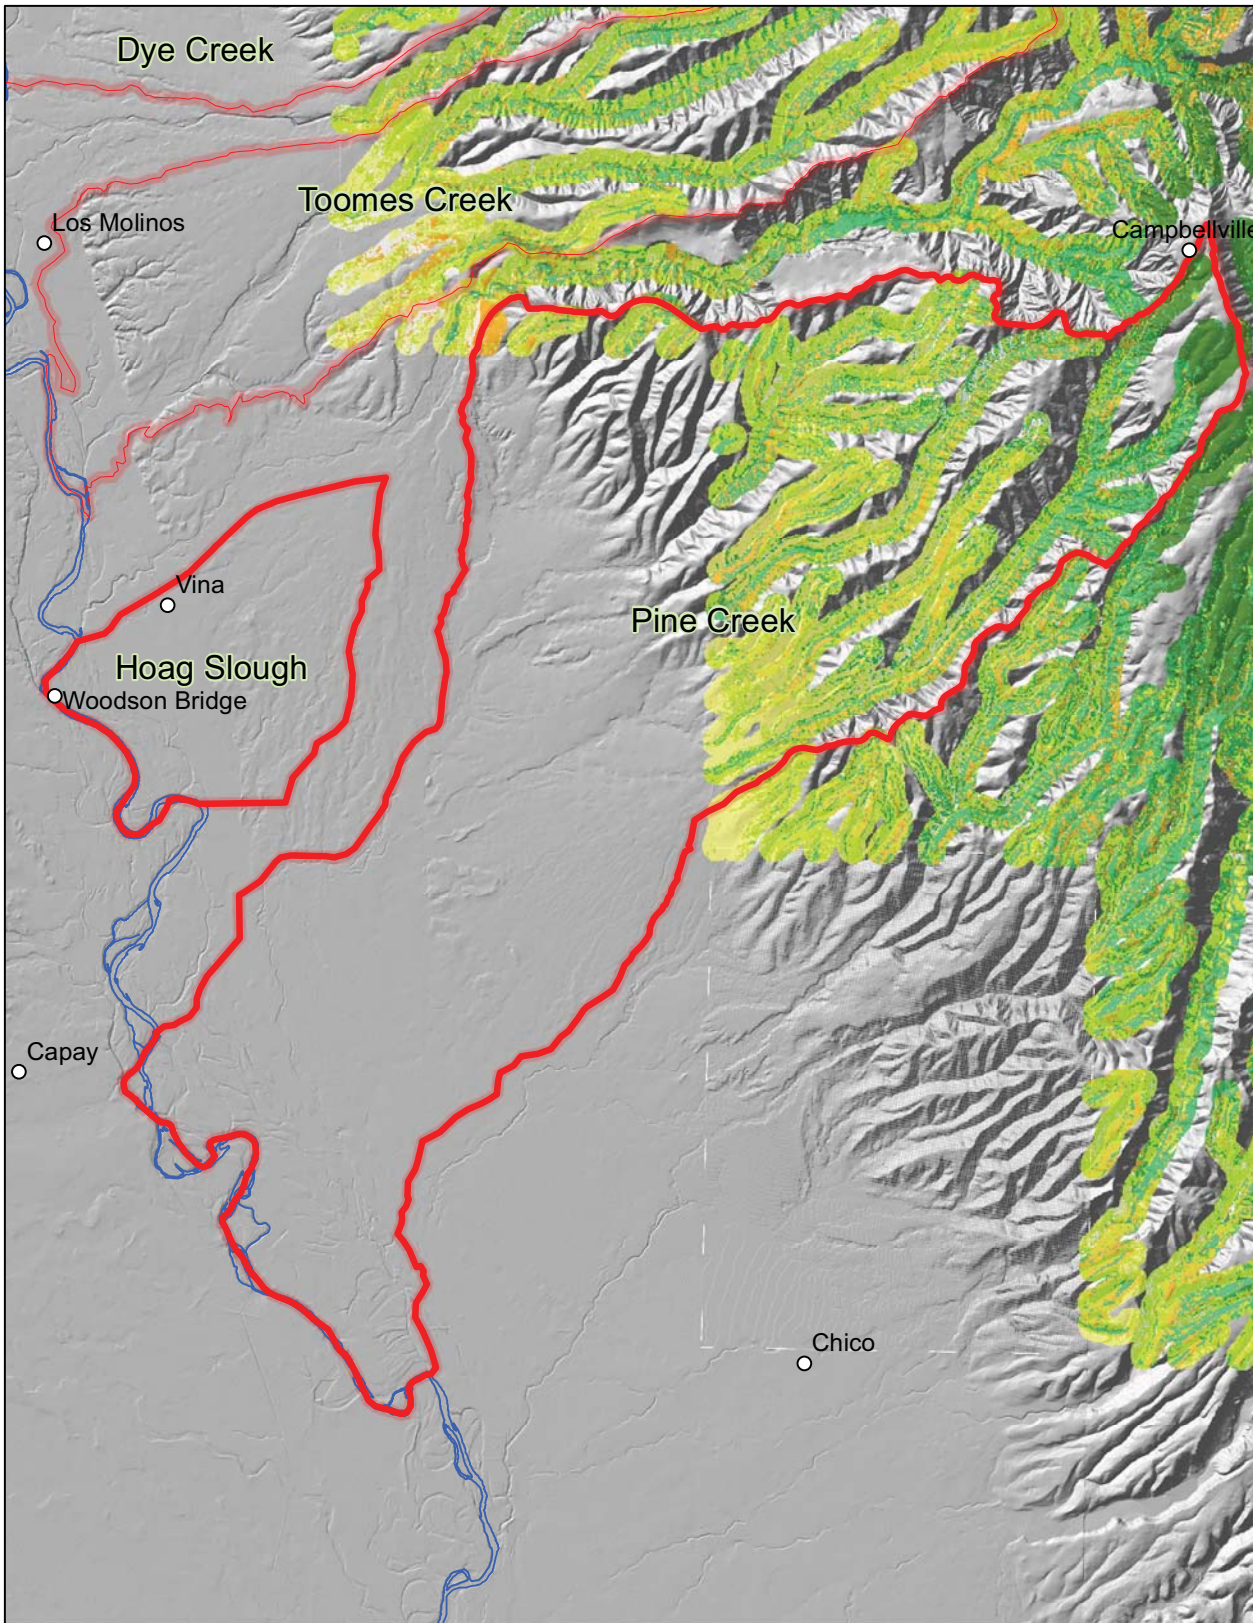 Dye Creek
Toomes Creek
Los Molinos
Campbellville
Vina
Pine Creek
Hoag Slough
Woodson Bridge
Capay
Chico